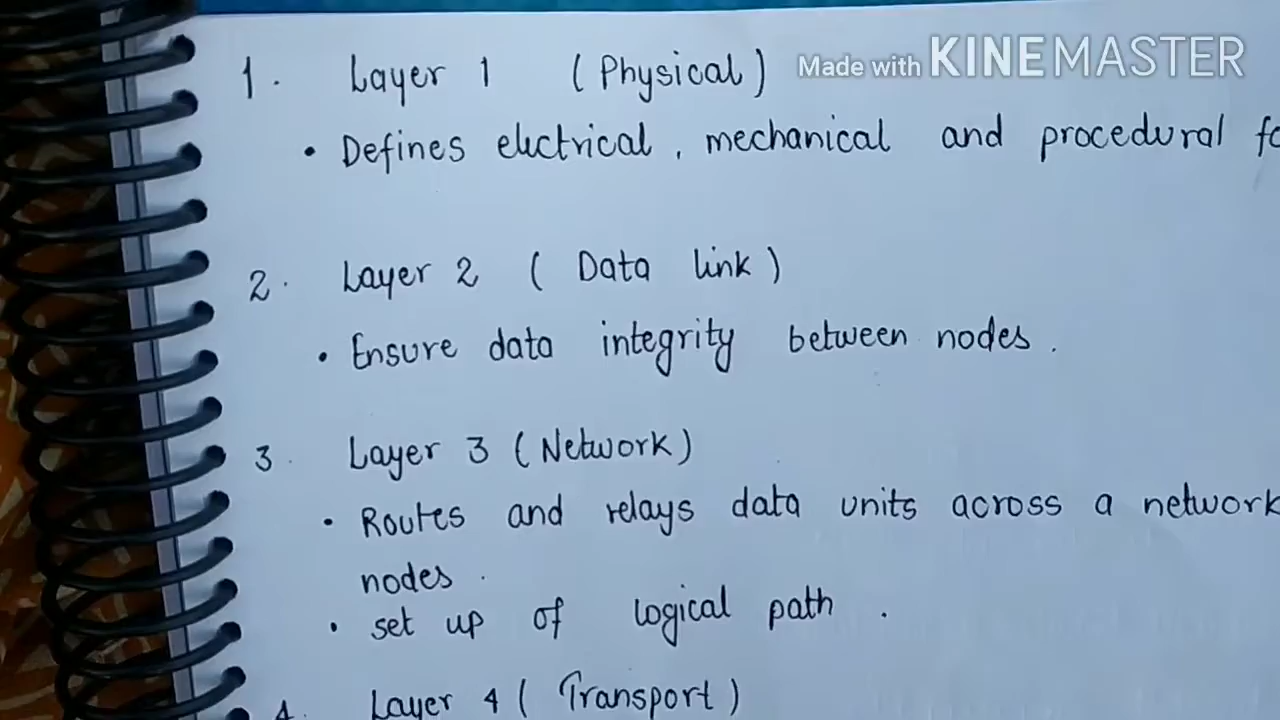 Made with KINEMASTER
1. Layer 1 (Physical)
• Defines electrical, mechanical and procedural
2. Layer 2 (Data link)
• Ensure data integrity between nodes.
3. Layer 3 (Network)
• Routes and relays data units across a network
nodes.
• set up of logical path.
4. Layer 4 (Transport)